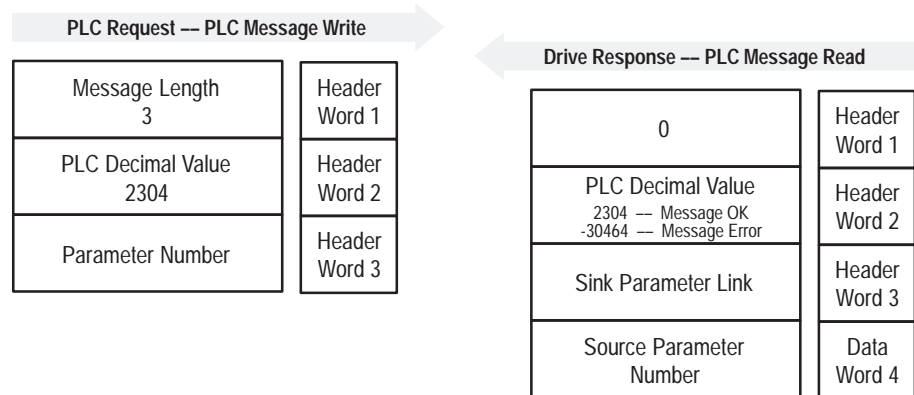 PLC Request –– PLC Message Write
Message Length
3
Header
Word 1
PLC Decimal Value
2304
Header
Word 2
Parameter Number
Header
Word 3
Drive Response –– PLC Message Read
0
Header
Word 1
PLC Decimal Value
2304 –– Message OK
-30464 –– Message Error
Header
Word 2
Sink Parameter Link
Header
Word 3
Source Parameter
Number
Data
Word 4